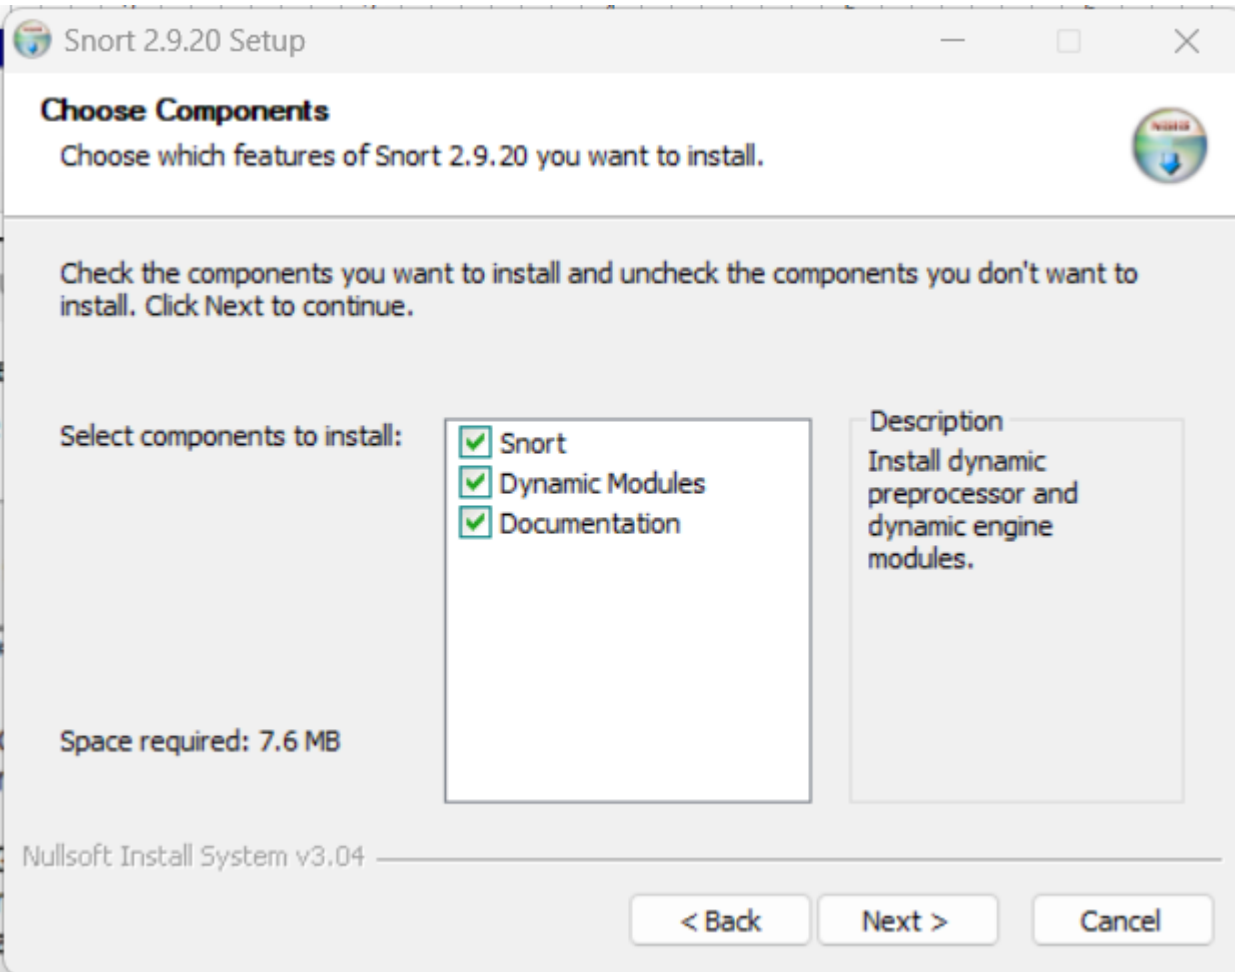 Snort 2.9.20 Setup
Choose Components
Choose which features of Snort 2.9.20 you want to install.
Check the components you want to install and uncheck the components you don't want to
install. Click Next to continue.
Select components to install:
Snort
Dynamic Modules
Documentation
Description
Install dynamic
preprocessor and
dynamic engine
modules.
Space required: 7.6 MB
Nullsoft Install System v3.04
< Back
Next >
Cancel